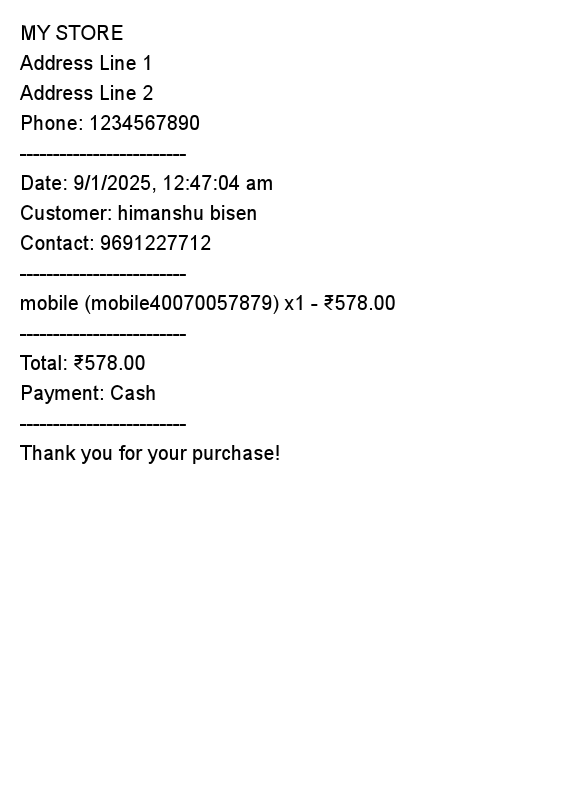 MY STORE
Address Line 1
Address Line 2
Phone: 1234567890
-------------------------
Date: 9/1/2025, 12:47:04 am
Customer: himanshu bisen
Contact: 9691227712
-------------------------
mobile (mobile40070057879) x1 - ₹578.00
-------------------------
Total: ₹578.00
Payment: Cash
-------------------------
Thank you for your purchase!